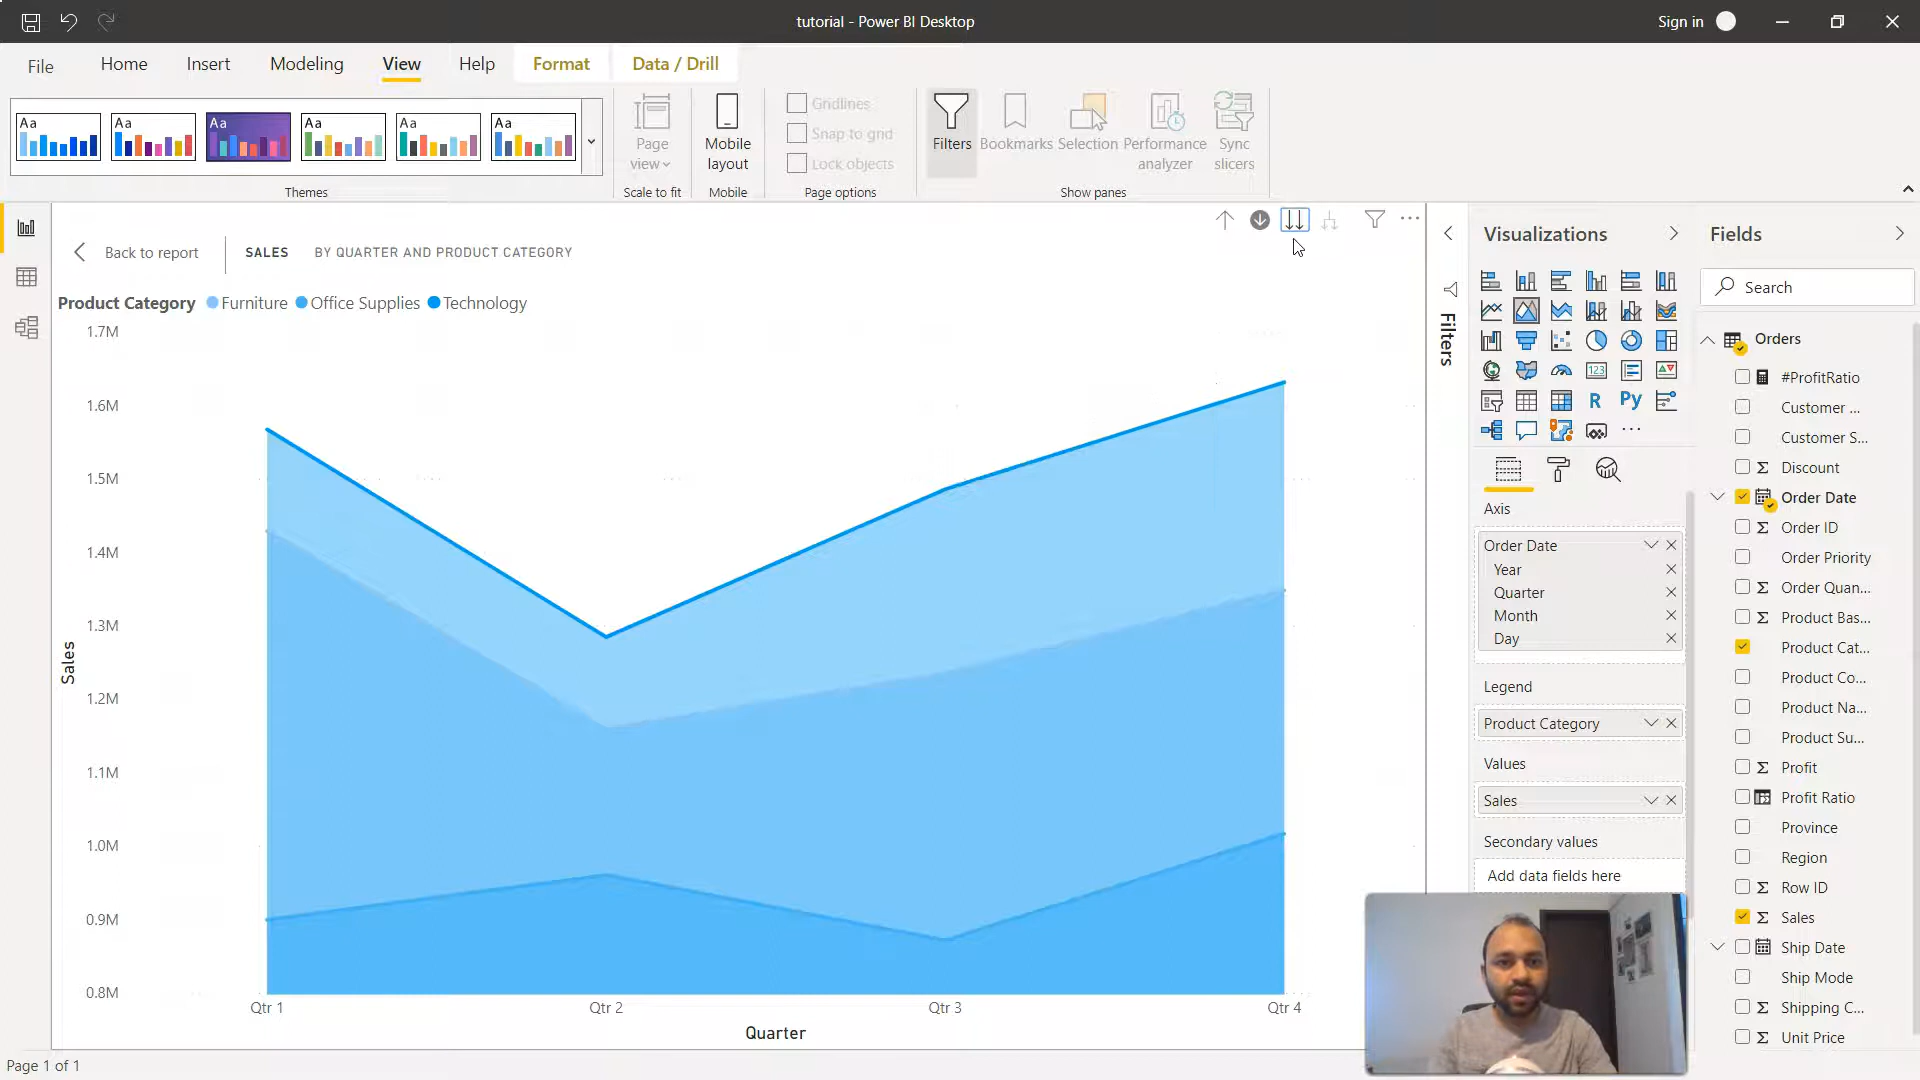 tutorial - Power BI Desktop
Sign in
File
Home
Insert
Modeling
View
Help
Format
Data / Drill
Aa
Aa
Aa
Aa
Aa
Aa
Themes
Page view
Scale to fit
Mobile layout
Mobile
Gridlines
Snap to grid
Lock objects
Page options
Filters
Bookmarks
Selection
Performance analyzer
Sync slicers
Show panes
Back to report
SALES
BY QUARTER AND PRODUCT CATEGORY
Product Category Furniture Office Supplies Technology
1.7M
1.6M
1.5M
1.4M
1.3M
1.2M
1.1M
1.0M
0.9M
0.8M
Sales
Qtr 1
Qtr 2
Qtr 3
Qtr 4
Quarter
Filters
Visualizations
123
R
Py
Axis
Order Date
Year
Quarter
Month
Day
Legend
Product Category
Values
Sales
Secondary values
Add data fields here
Fields
Search
Orders
#ProfitRatio
Customer ...
Customer S...
Discount
Order Date
Order ID
Order Priority
Order Quan...
Product Bas...
Product Cat...
Product Co...
Product Na...
Product Su...
Profit
Profit Ratio
Province
Region
Row ID
Sales
Ship Date
Ship Mode
Shipping C...
Unit Price
Page 1 of 1